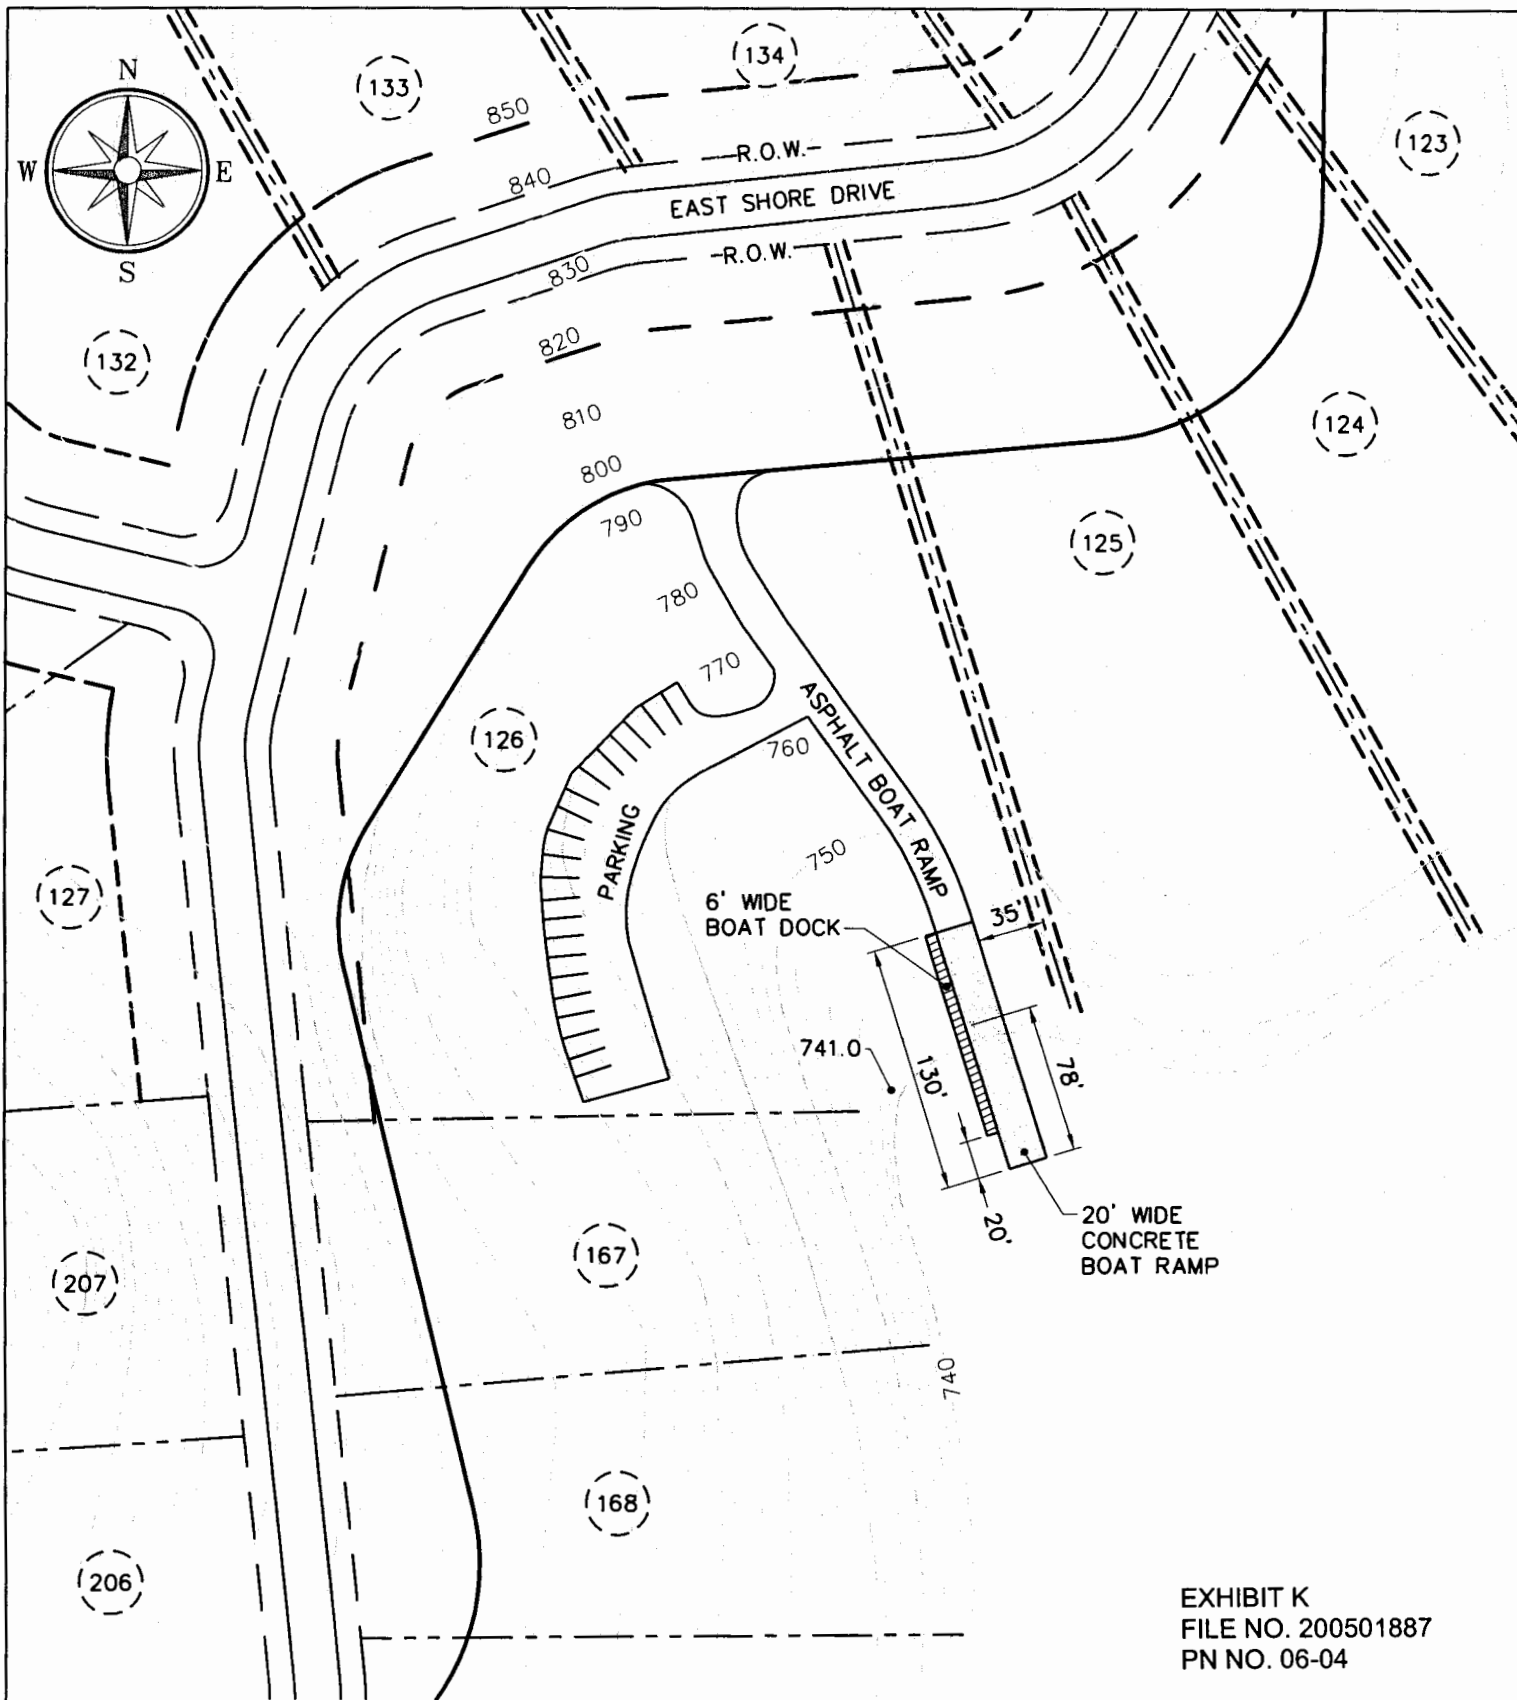 134
133
N
850
123
R.O.W.
W
E
840
EAST SHORE DRIVE
R.O.W.
S
830
820
132
810
124
800
790
125
780
770
ASPHALT BOAT RAMP
126
760
PARKING
750
127
6' WIDE
BOAT DOCK
35'
741.0
130'
78'
20'
20' WIDE
CONCRETE
BOAT RAMP
167
207
740
168
206
EXHIBIT K
FILE NO. 200501887
PN NO. 06-04